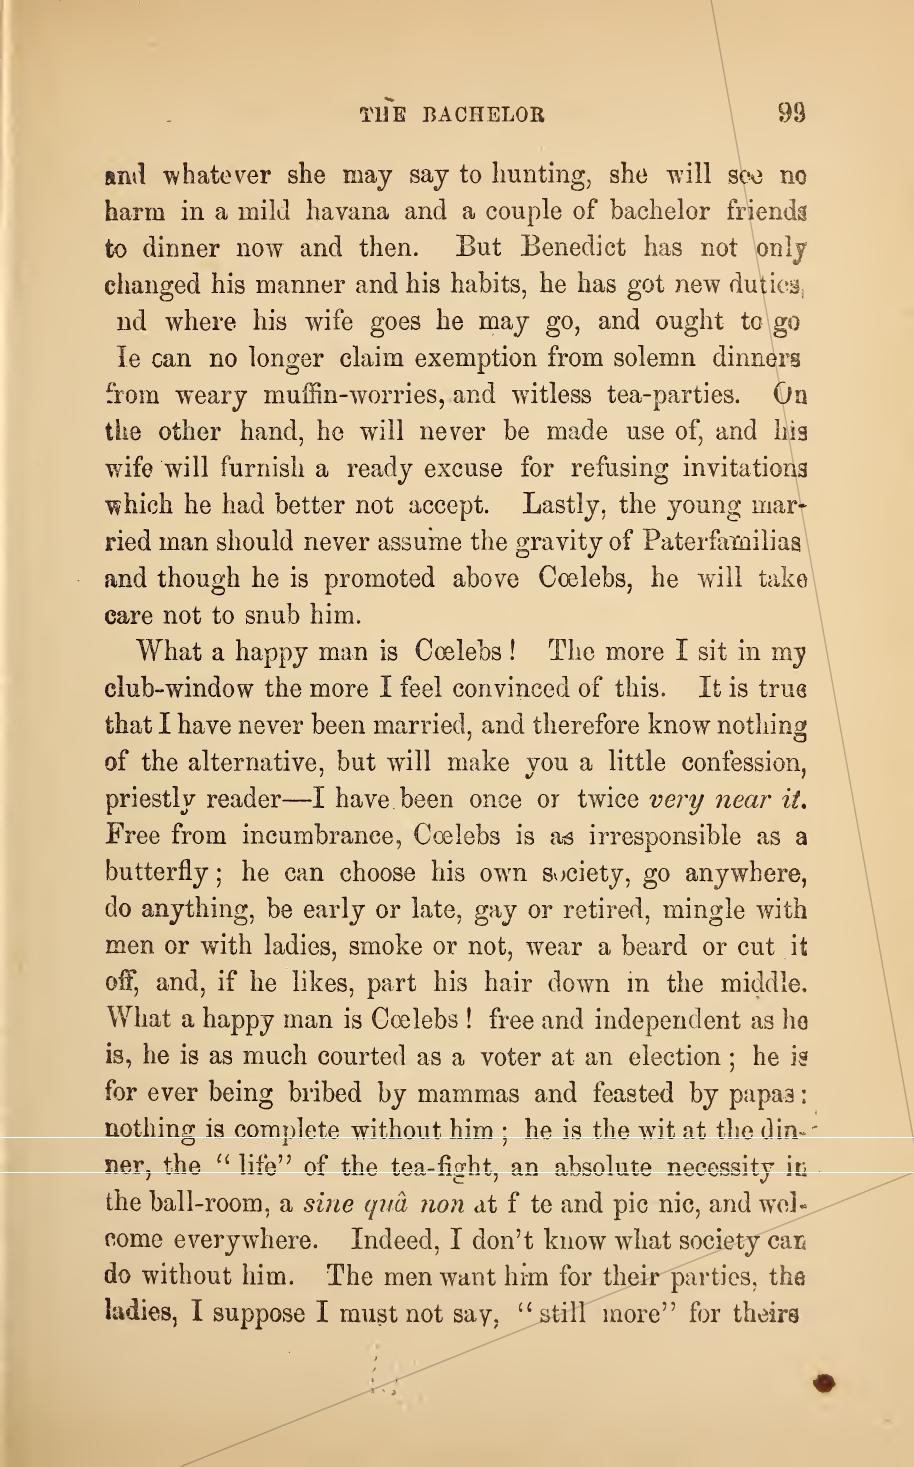 THE BACHELOR 99
and whatever she may say to hunting, she will see no
harm in a mild havana and a couple of bachelor friends
to dinner now and then. But Benedict has not only
changed his manner and his habits, he has got new duties,
nd where his wife goes he may go, and ought to go
Ie can no longer claim exemption from solemn dinners
from weary muffin-worries, and witless tea-parties. On
the other hand, he will never be made use of, and his
wife will furnish a ready excuse for refusing invitations
which he had better not accept. Lastly, the young mar-
ried man should never assume the gravity of Paterfamilias
and though he is promoted above Cœlebs, he will take
care not to snub him.
What a happy man is Cœlebs! The more I sit in my
club-window the more I feel convinced of this. It is true
that I have never been married, and therefore know nothing
of the alternative, but will make you a little confession,
priestly reader—I have been once or twice very near it.
Free from incumbrance, Cœlebs is as irresponsible as a
butterfly; he can choose his own society, go anywhere,
do anything, be early or late, gay or retired, mingle with
men or with ladies, smoke or not, wear a beard or cut it
off, and, if he likes, part his hair down in the middle.
What a happy man is Cœlebs! free and independent as he
is, he is as much courted as a voter at an election; he is
for ever being bribed by mammas and feasted by papas:
nothing is complete without him; he is the wit at the din-
ner, the "life" of the tea-fight, an absolute necessity in
the ball-room, a sine quâ non at f te and pic nic, and wel-
come everywhere. Indeed, I don't know what society can
do without him. The men want him for their parties, the
ladies, I suppose I must not say, "still more" for theirs